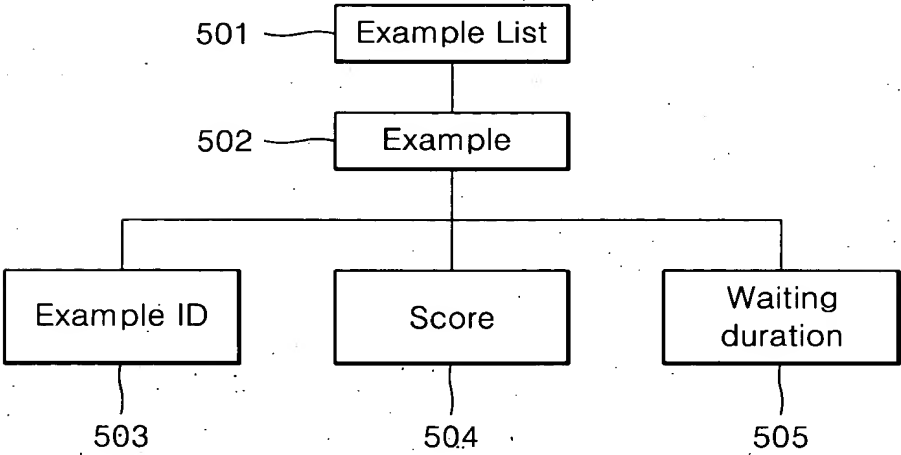 501
Example List
502
Example
Example ID
Score
Waiting
duration
503
504
505